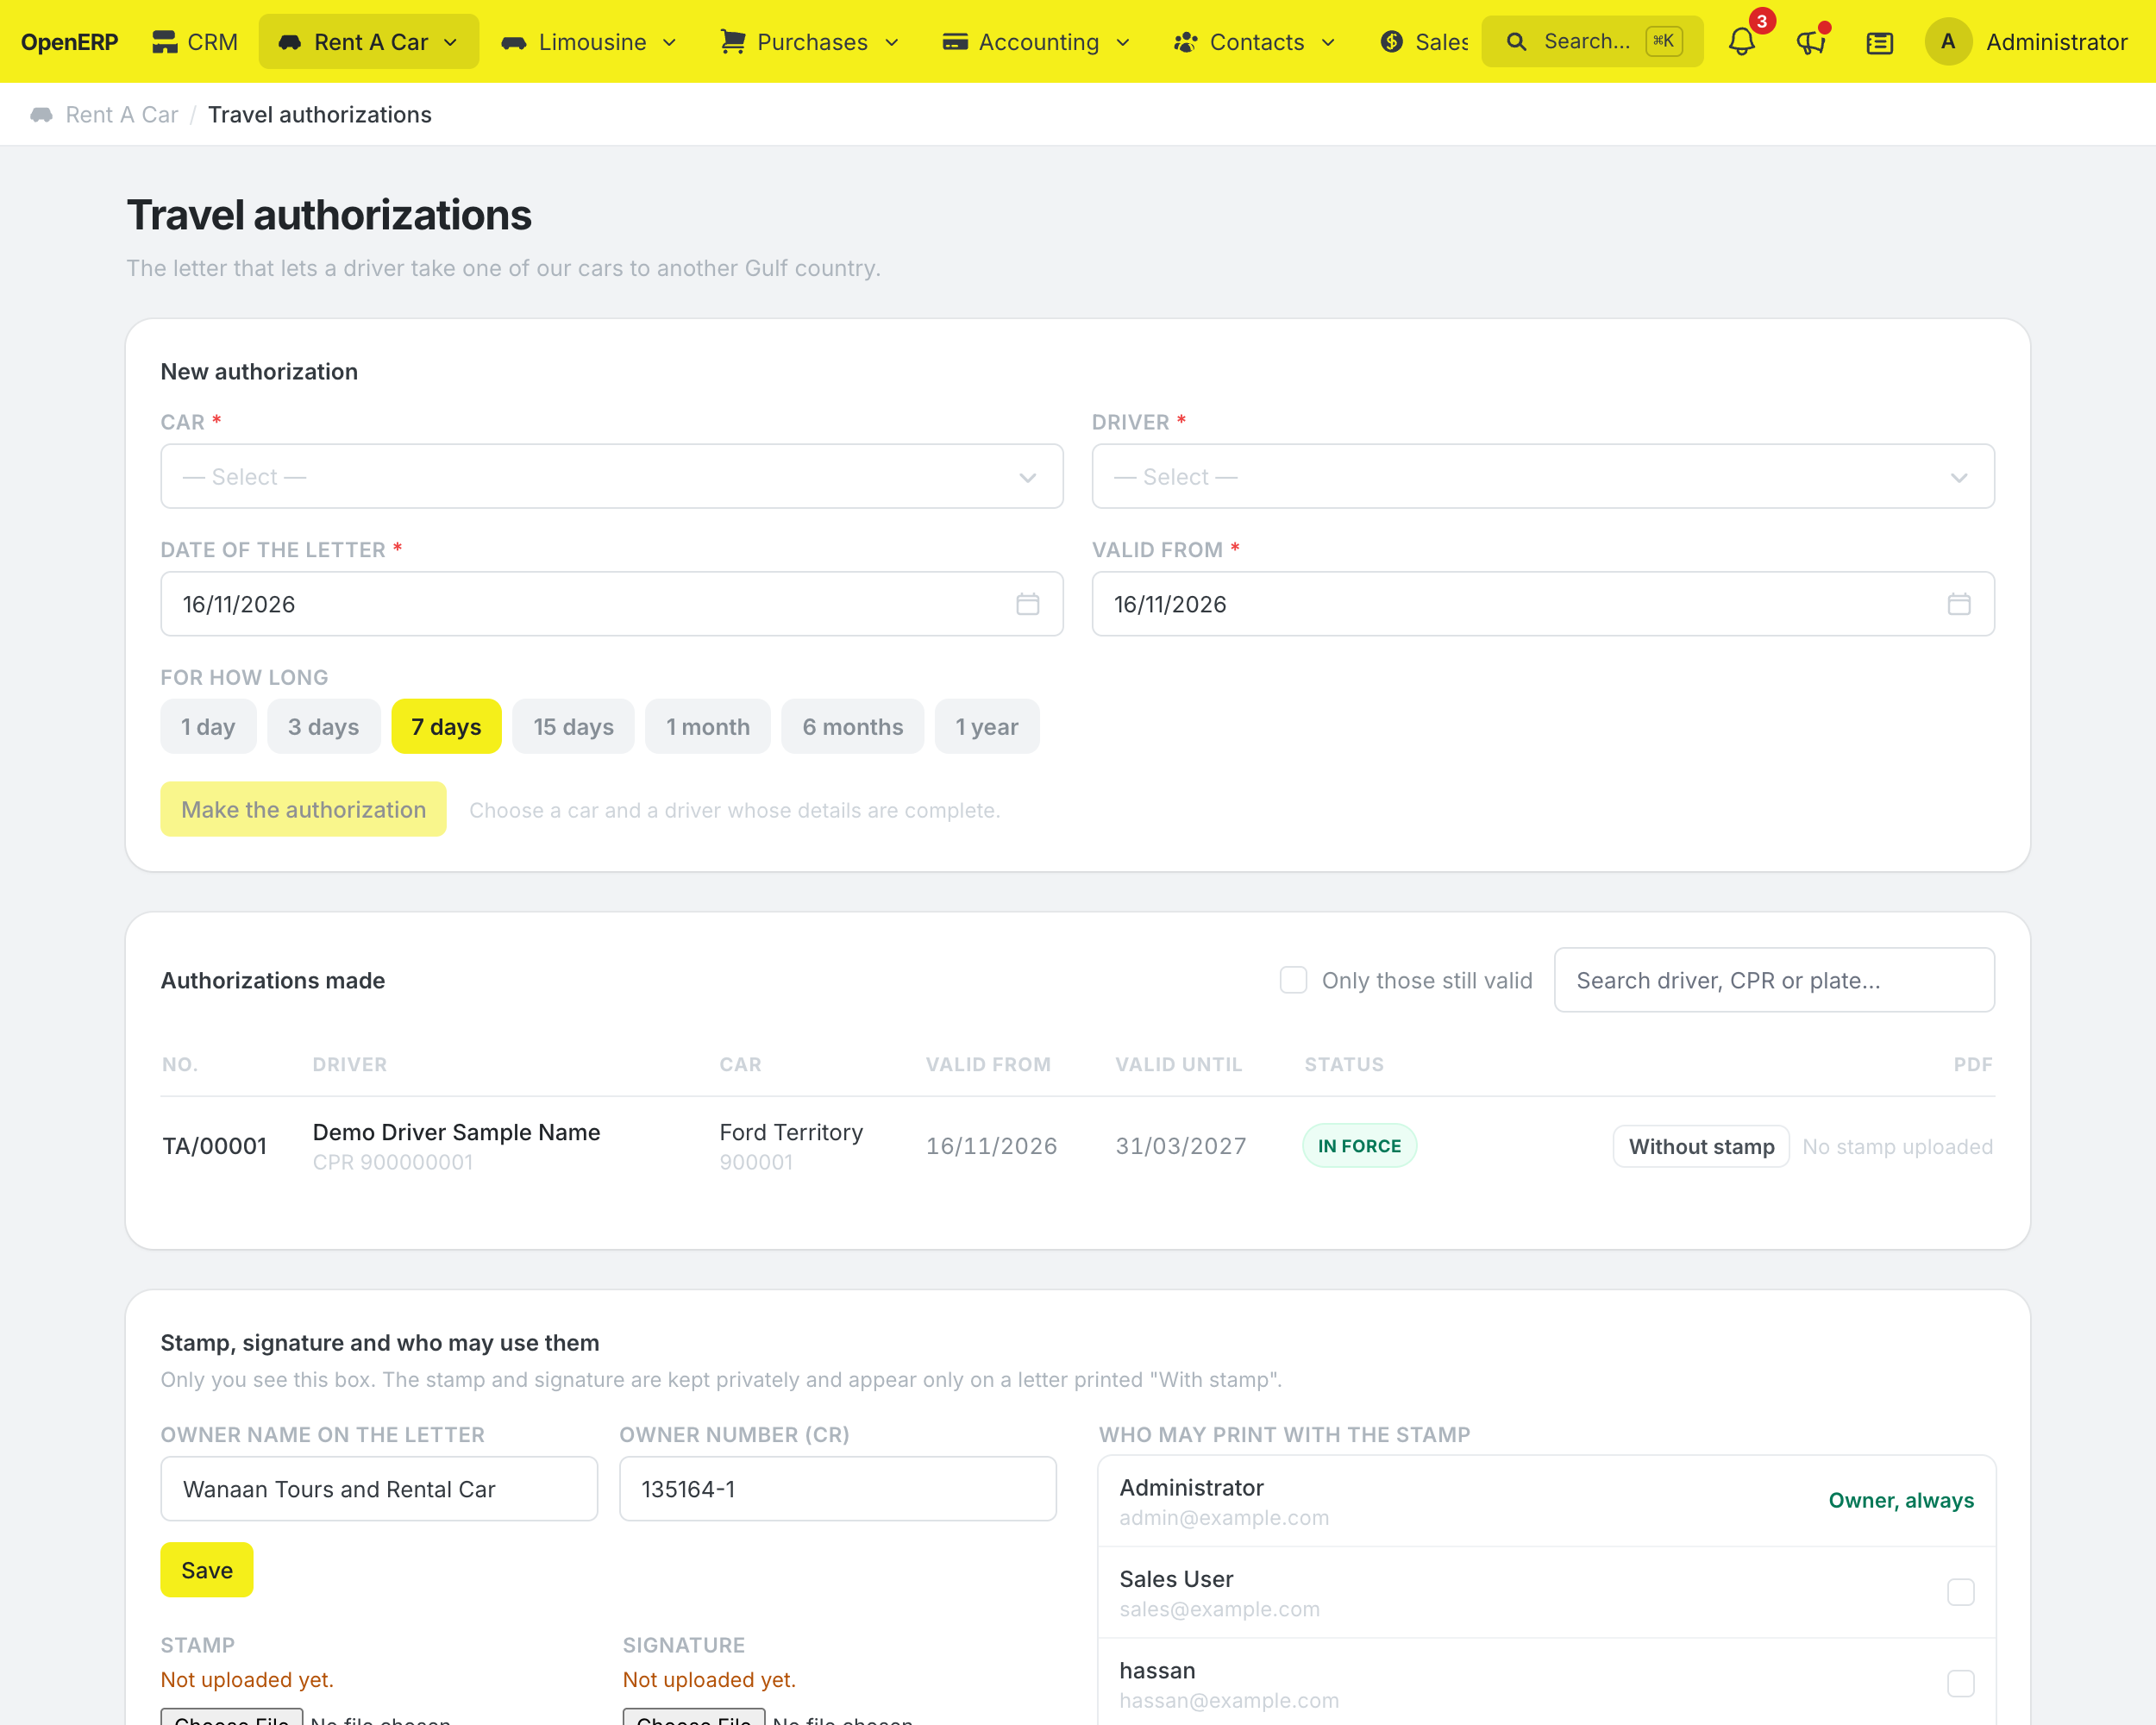 OpenERP CRM Rent A Car Limousine Purchases Accounting Contacts Sales Search... ⌘K 3 A Administrator
Rent A Car / Travel authorizations
Travel authorizations
The letter that lets a driver take one of our cars to another Gulf country.
New authorization
CAR * DRIVER *
— Select — — Select —
DATE OF THE LETTER * VALID FROM *
16/11/2026 16/11/2026
FOR HOW LONG
1 day 3 days 7 days 15 days 1 month 6 months 1 year
Make the authorization Choose a car and a driver whose details are complete.
Authorizations made Only those still valid Search driver, CPR or plate...
NO. DRIVER CAR VALID FROM VALID UNTIL STATUS PDF
TA/00001 Demo Driver Sample Name Ford Territory 16/11/2026 31/03/2027 IN FORCE Without stamp No stamp uploaded
CPR 900000001 900001
Stamp, signature and who may use them
Only you see this box. The stamp and signature are kept privately and appear only on a letter printed "With stamp".
OWNER NAME ON THE LETTER OWNER NUMBER (CR) WHO MAY PRINT WITH THE STAMP
Wanaan Tours and Rental Car 135164-1
Administrator Owner, always
admin@example.com
Save
Sales User
sales@example.com
STAMP SIGNATURE
Not uploaded yet. Not uploaded yet.
hassan
hassan@example.com
Choose File No file chosen Choose File No file chosen